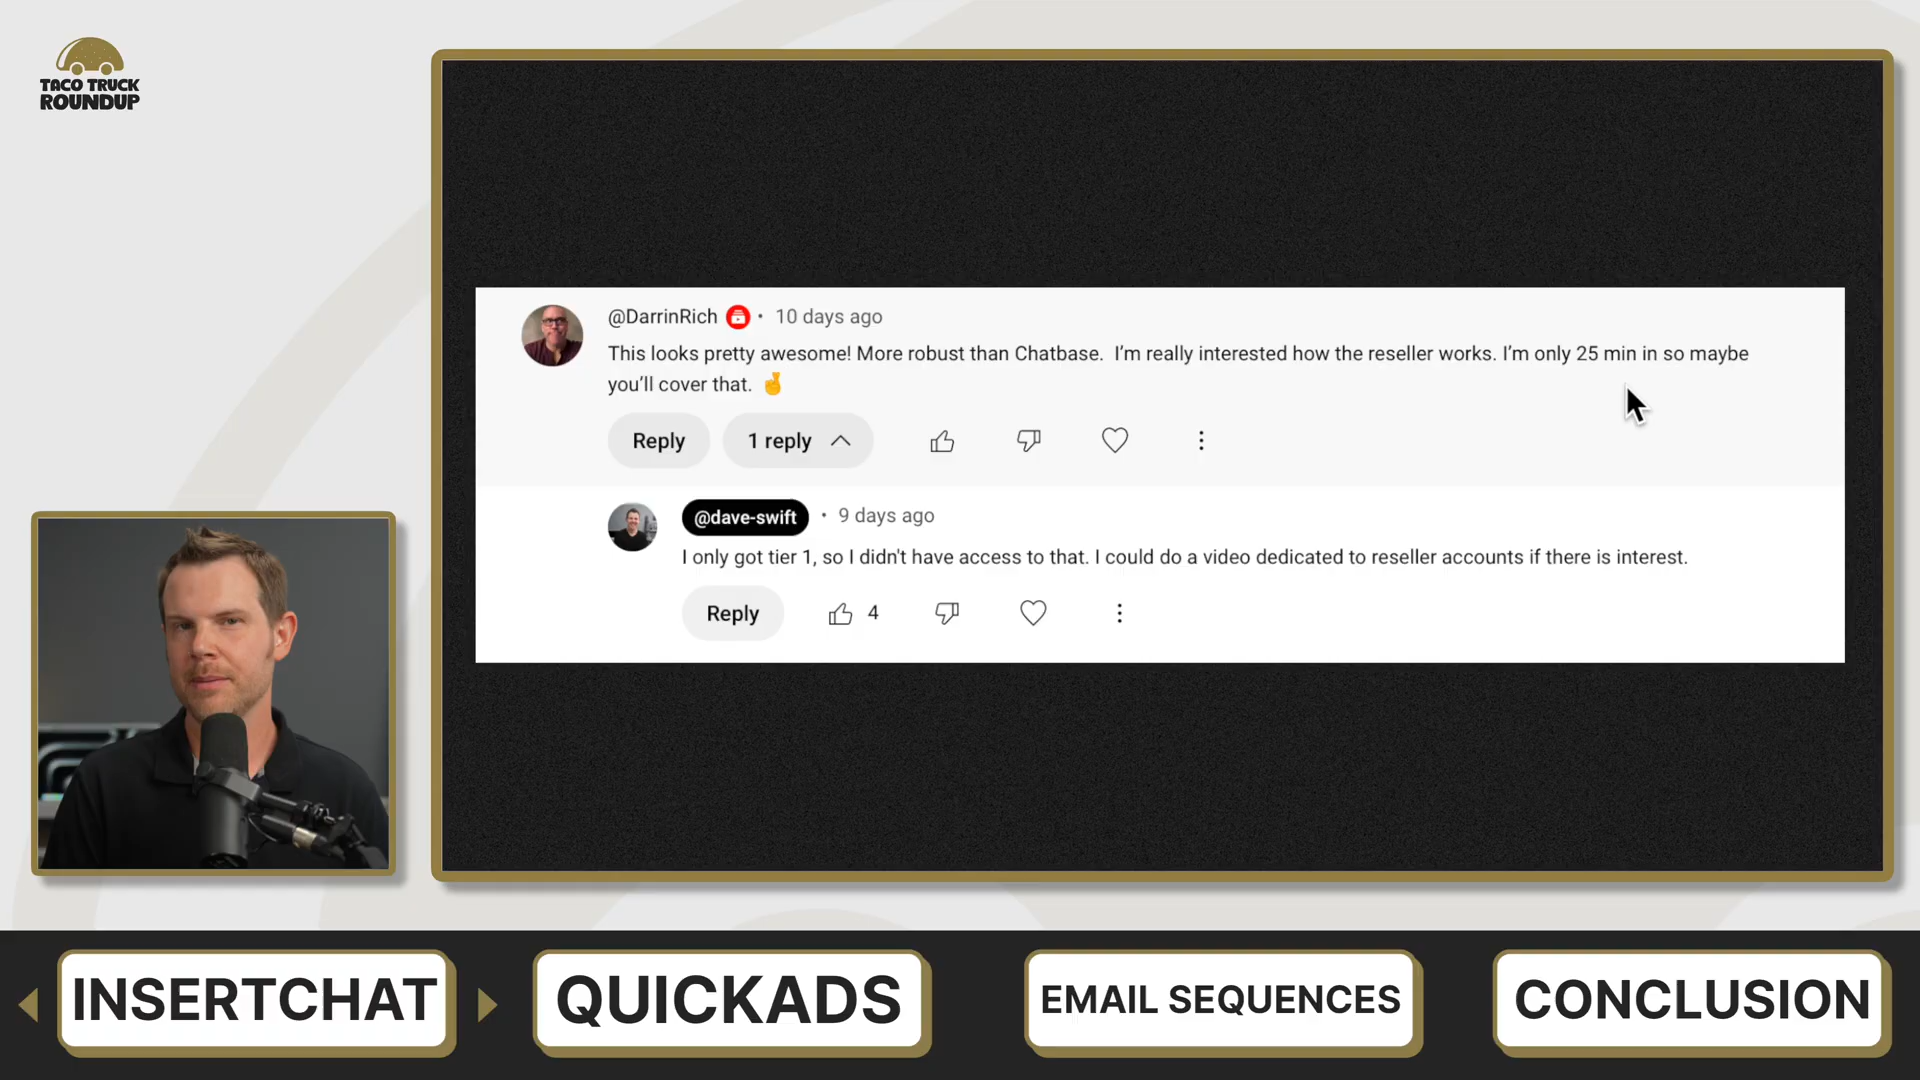 TACO TRUCK
ROUNDUP
@DarrinRich • 10 days ago
This looks pretty awesome! More robust than Chatbase.  I'm really interested how the reseller works. I'm only 25 min in so maybe
you'll cover that. 🤞
Reply 1 reply
@dave-swift • 9 days ago
I only got tier 1, so I didn't have access to that. I could do a video dedicated to reseller accounts if there is interest.
Reply 4
INSERTCHAT QUICKADS EMAIL SEQUENCES CONCLUSION